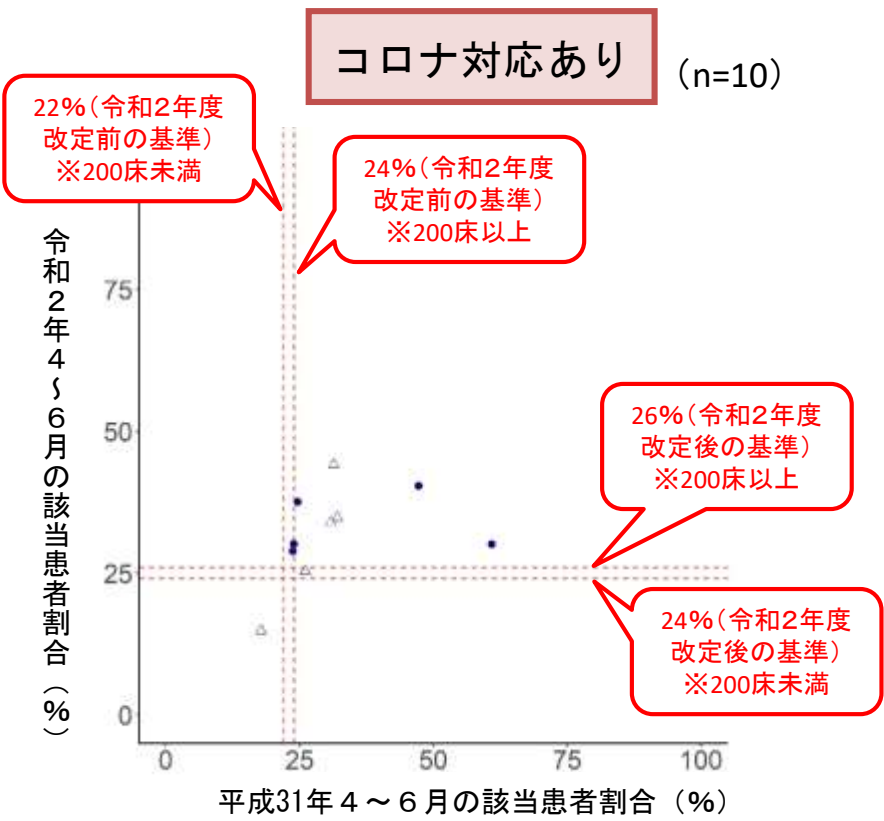 コロナ対応あり
（n=10）
22%（令和２年度
改定前の基準）
※200床未満
24%（令和２年度
改定前の基準）
※200床以上
令和２年４～６月の該当患者割合（%）
75
50
25
0
26%（令和２年度
改定後の基準）
※200床以上
24%（令和２年度
改定後の基準）
※200床未満
0 25 50 75 100
平成31年４～６月の該当患者割合（%）